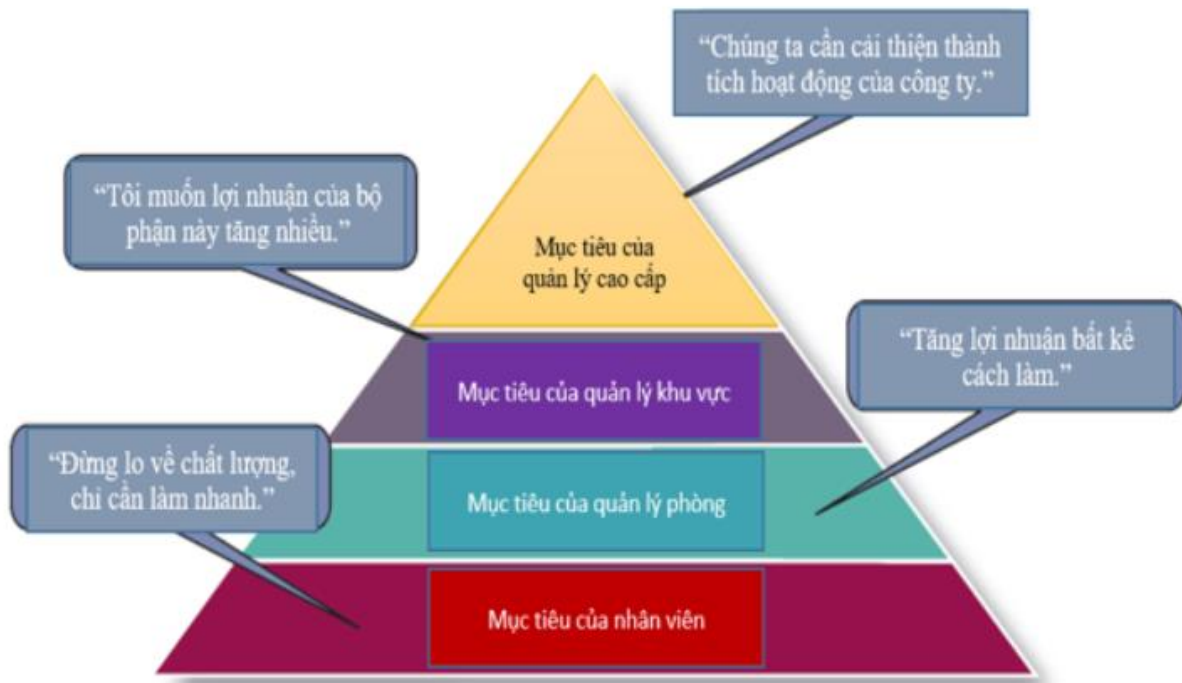 “Chúng ta cần cải thiện thành
tích hoạt động của công ty.”
“Tôi muốn lợi nhuận của bộ
phận này tăng nhiều.”
Mục tiêu của
quản lý cao cấp
“Tăng lợi nhuận bất kể
cách làm.”
Mục tiêu của quản lý khu vực
“Đừng lo về chất lượng,
chỉ cần làm nhanh.”
Mục tiêu của quản lý phòng
Mục tiêu của nhân viên